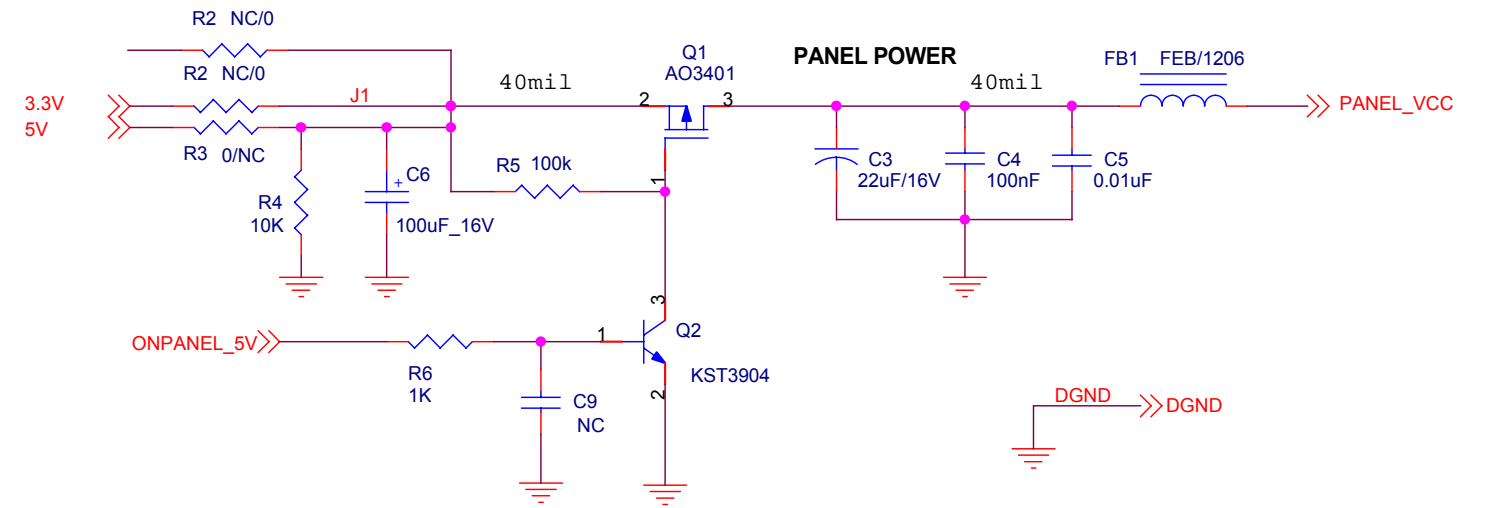 R2 NC/0
R2 NC/0
3.3V
J1
5V
R3 0/NC
40mil
Q1
AO3401
2
3
1
PANEL POWER
40mil
FB1 FEB/1206
PANEL_VCC
R5 100k
R4
10K
+
C6
100uF_16V
C3
22uF/16V
C4
100nF
C5
0.01uF
ONPANEL_5V
R6
1K
C9
NC
1
3
2
Q2
KST3904
DGND
DGND